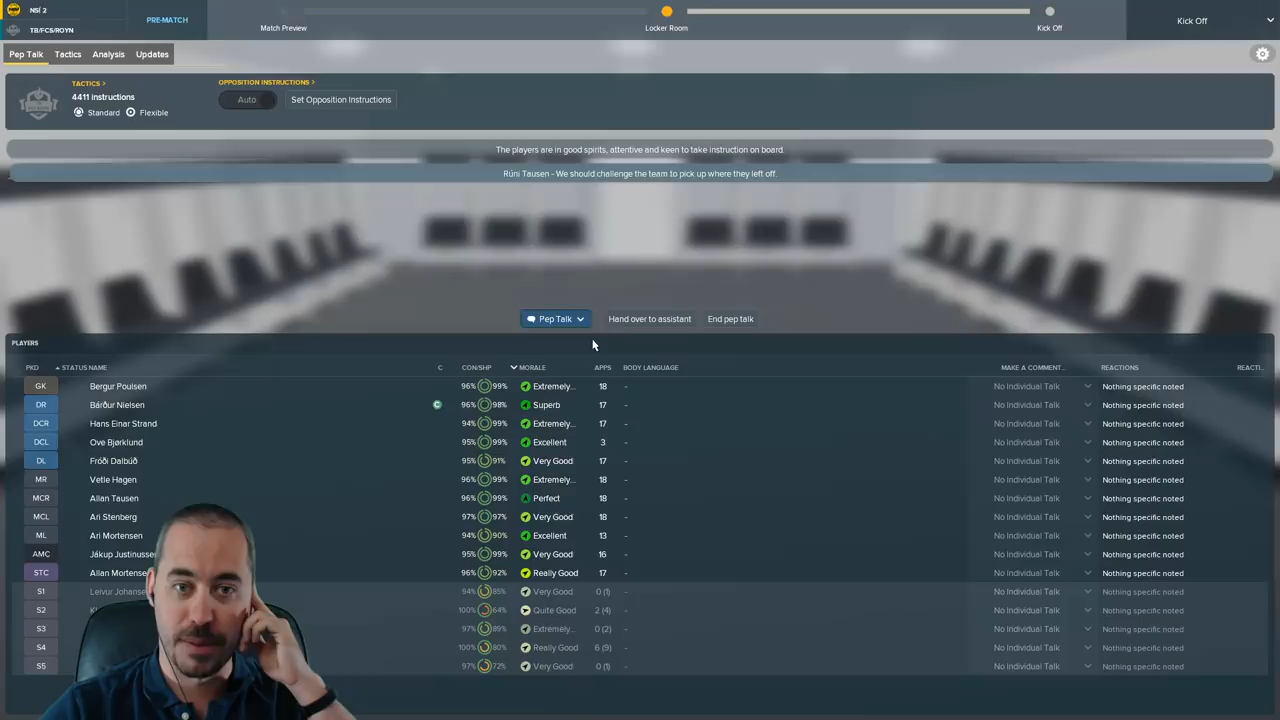 NSÍ 2
TB/FCS/ROYN
PRE-MATCH
Match Preview
Locker Room
Kick Off
Kick Off
Pep Talk Tactics Analysis Updates
TACTICS >
4411 instructions
Standard Flexible
OPPOSITION INSTRUCTIONS >
Auto Set Opposition Instructions
The players are in good spirits, attentive and keen to take instruction on board.
Rúni Tausen - We should challenge the team to pick up where they left off.
Pep Talk Hand over to assistant End pep talk
PLAYERS
PKD STATUS NAME C CON/SHP MORALE APPS BODY LANGUAGE MAKE A COMMENT... REACTIONS REACTI...
GK Bergur Poulsen 96% 99% Extremely... 18 - No Individual Talk Nothing specific noted
DR Bárður Nielsen C 96% 98% Superb 17 - No Individual Talk Nothing specific noted
DCR Hans Einar Strand 94% 99% Extremely... 17 - No Individual Talk Nothing specific noted
DCL Ove Bjørklund 95% 99% Excellent 3 - No Individual Talk Nothing specific noted
DL Fróði Dalbúð 95% 91% Very Good 17 - No Individual Talk Nothing specific noted
MR Vetle Hagen 96% 99% Extremely... 18 - No Individual Talk Nothing specific noted
MCR Allan Tausen 96% 99% Perfect 18 - No Individual Talk Nothing specific noted
MCL Ari Stenberg 97% 97% Very Good 18 - No Individual Talk Nothing specific noted
ML Ari Mortensen 94% 90% Excellent 13 - No Individual Talk Nothing specific noted
AMC Jákup Justinussen 95% 99% Very Good 16 - No Individual Talk Nothing specific noted
STC Allan Mortensen 96% 92% Really Good 17 - No Individual Talk Nothing specific noted
S1 Leivur Johanse 94% 85% Very Good 0 (1) - No Individual Talk Nothing specific noted
S2 100% 64% Quite Good 2 (4) - No Individual Talk Nothing specific noted
S3 97% 89% Extremely... 0 (2) - No Individual Talk Nothing specific noted
S4 100% 80% Really Good 6 (9) - No Individual Talk Nothing specific noted
S5 97% 72% Very Good 0 (1) - No Individual Talk Nothing specific noted